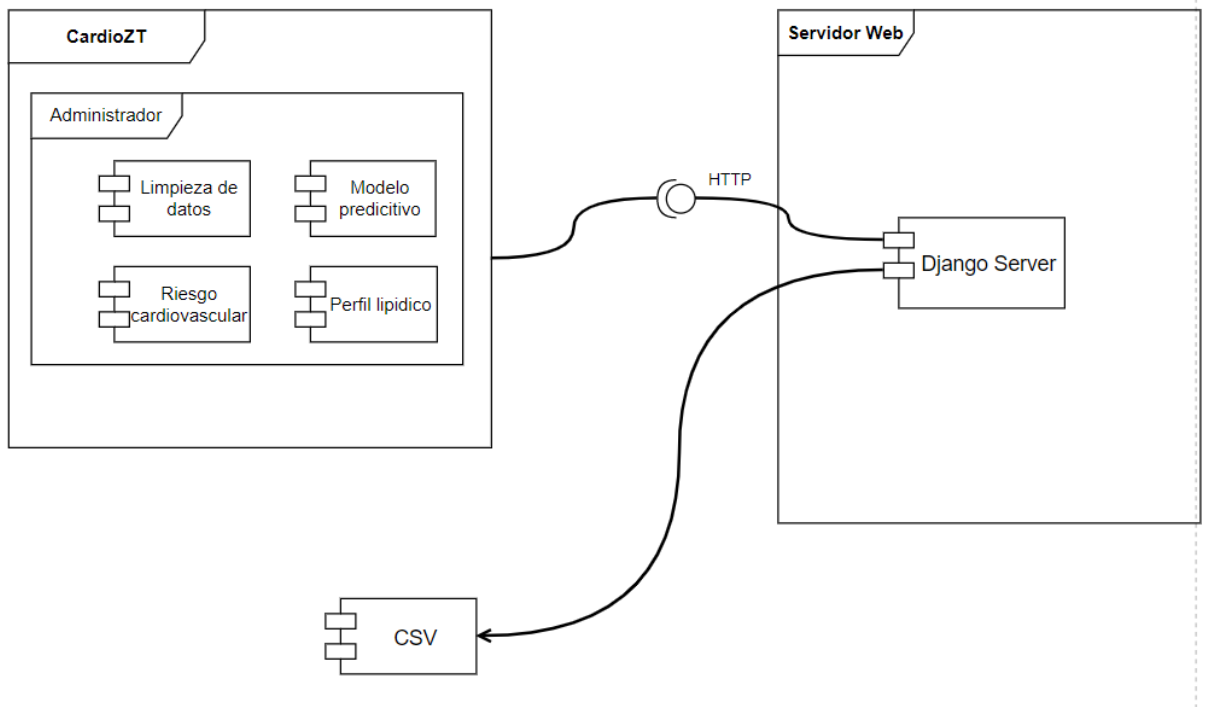 CardioZT
Servidor Web
Administrador
Limpieza de
datos
Modelo
predicitivo
HTTP
Django Server
Riesgo
cardiovascular
Perfil lipidico
CSV